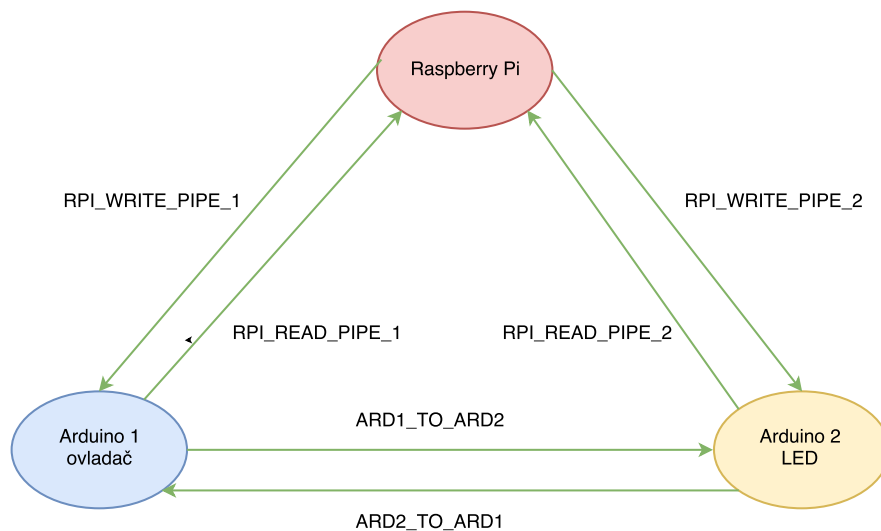 Raspberry Pi
RPI_WRITE_PIPE_1
RPI_WRITE_PIPE_2
RPI_READ_PIPE_1
RPI_READ_PIPE_2
Arduino 1
ovladač
ARD1_TO_ARD2
Arduino 2
LED
ARD2_TO_ARD1